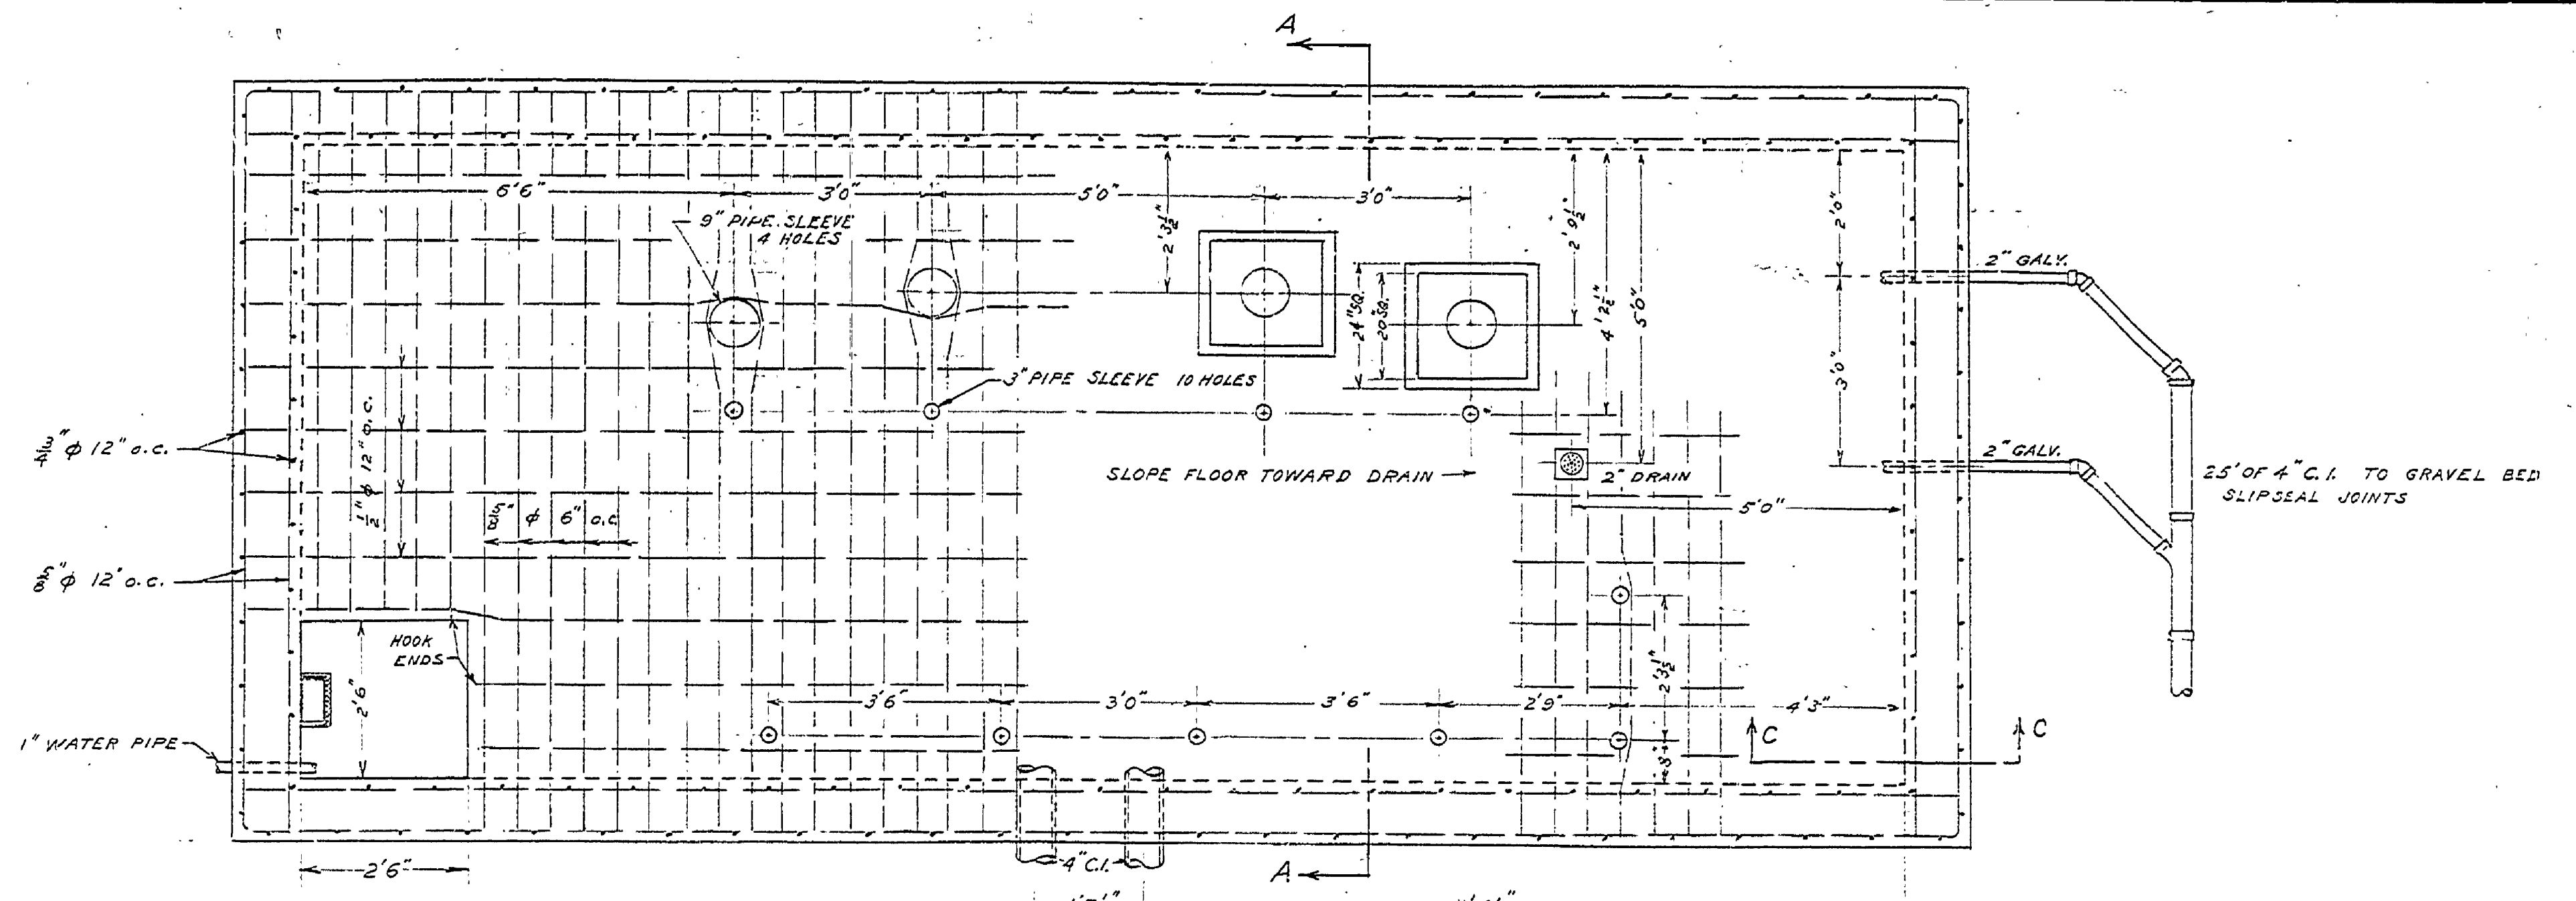 A
6'6"
3'0"
5'0"
3'0"
9" PIPE SLEEVE
4 HOLES
2'3½"
2'9½"
4'2½"
5'0"
2'0"
3'0"
24" SQ.
20" SQ.
2" GALV.
2" GALV.
3" PIPE SLEEVE 10 HOLES
¾" φ 12" o.c.
½" φ 12" o.c.
⅝" φ 6" o.c.
⅝" φ 12" o.c.
SLOPE FLOOR TOWARD DRAIN
2" DRAIN
5'0"
25' OF 4" C.I. TO GRAVEL BED
SLIPSEAL JOINTS
HOOK
ENDS
2'6"
1" WATER PIPE
3'6"
3'0"
3'6"
2'9"
4'3"
2'3½"
8"
C
C
2'6"
4" C.I.
A